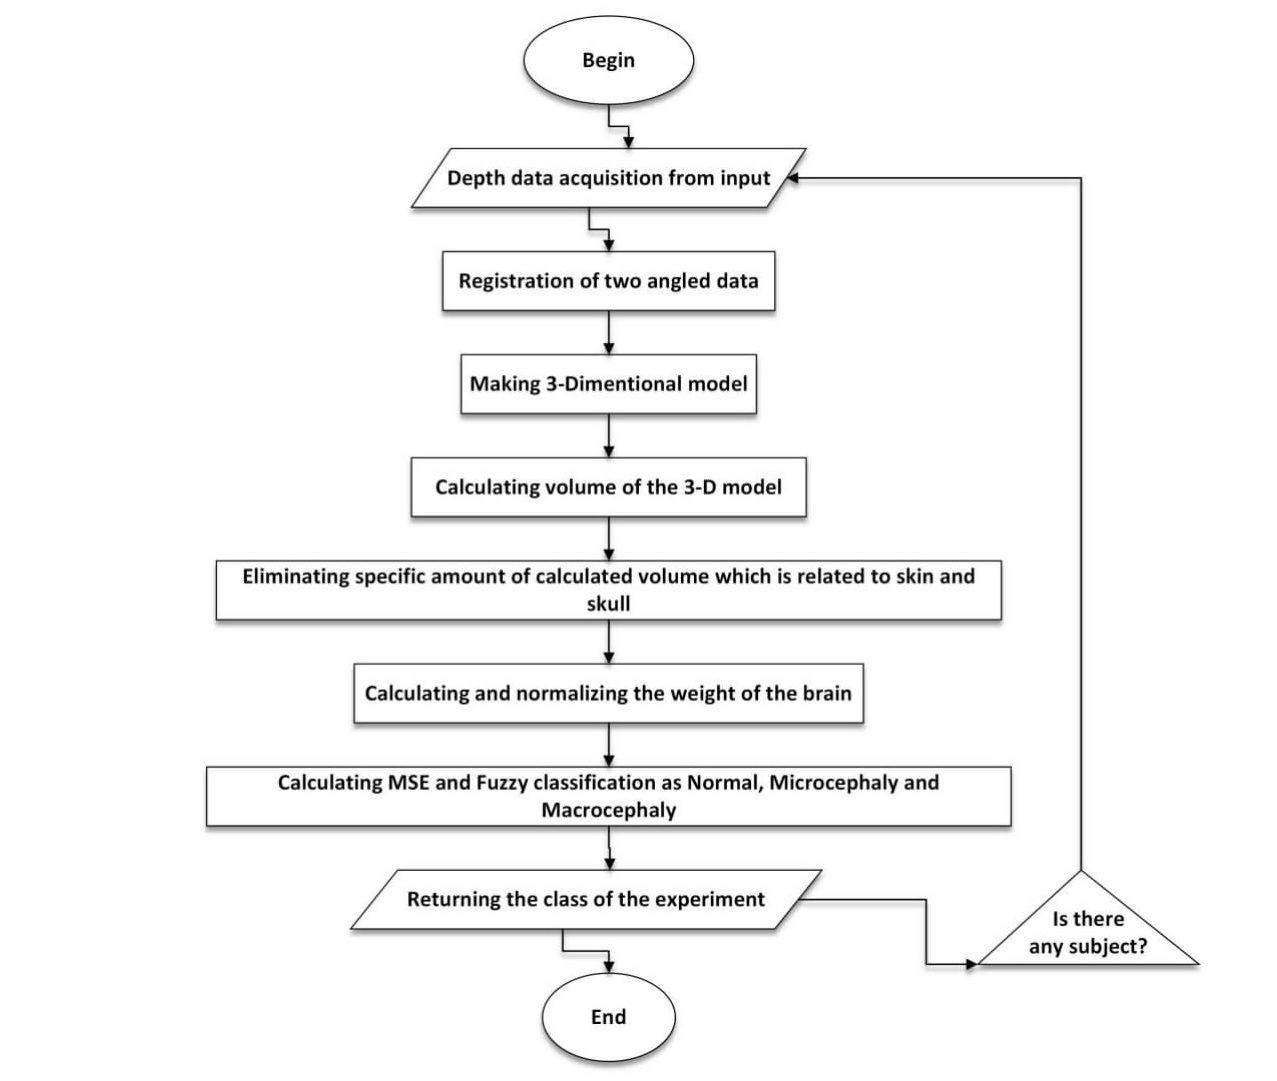 Begin
Depth data acquisition from input
Registration of two angled data
Making 3-Dimentional model
Calculating volume of the 3-D model
Eliminating specific amount of calculated volume which is related to skin and
skull
Calculating and normalizing the weight of the brain
Calculating MSE and Fuzzy classification as Normal, Microcephaly and
Macrocephaly
Returning the class of the experiment
Is there
any subject?
End